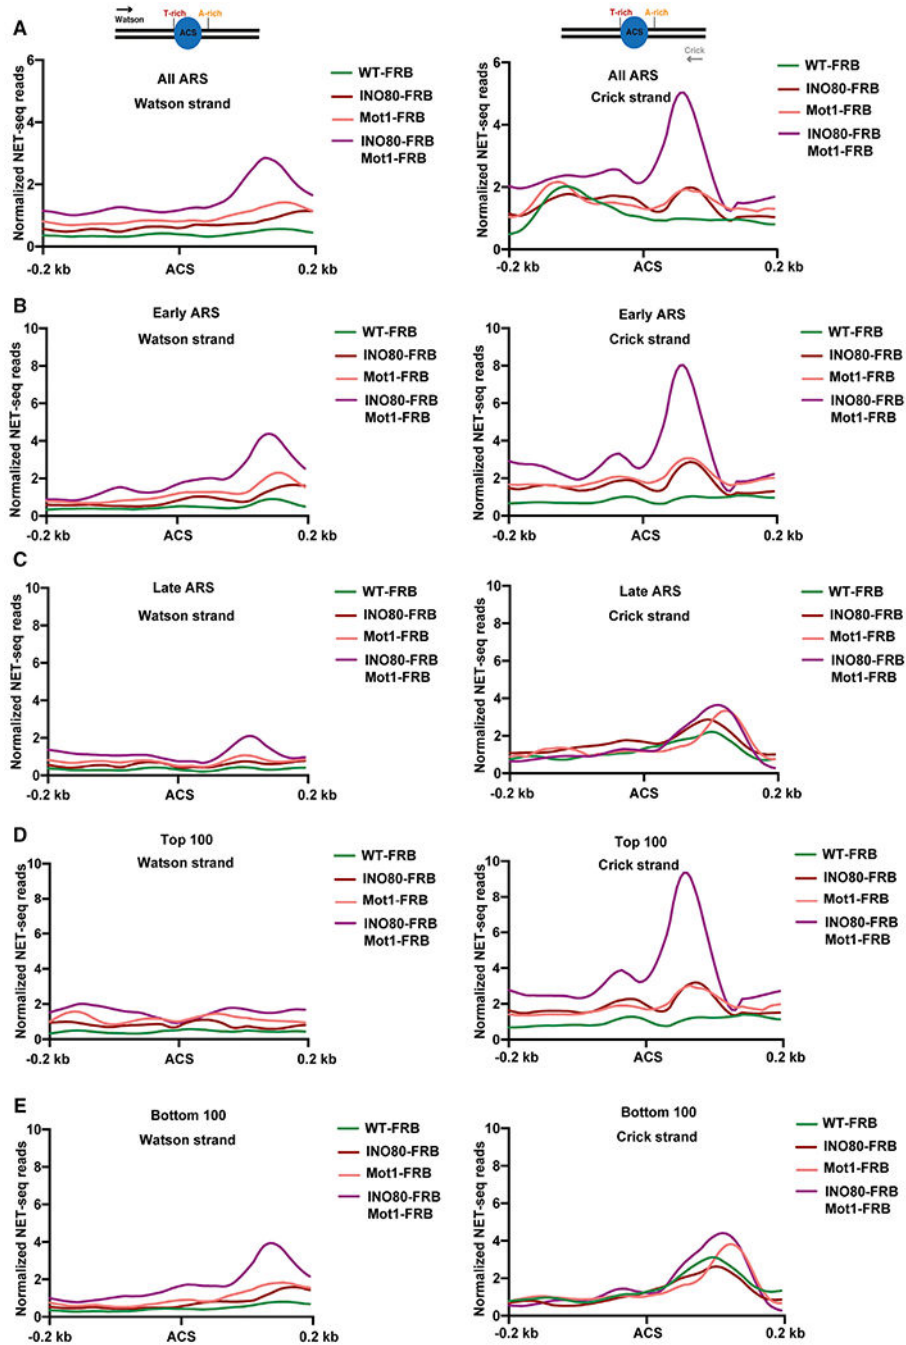 A
Watson
T-rich
A-rich
ACS
All ARS
Watson strand
Normalized NET-seq reads
6
4
2
0
-0.2 kb
ACS
0.2 kb
WT-FRB
INO80-FRB
Mot1-FRB
INO80-FRB
Mot1-FRB
T-rich
A-rich
ACS
Crick
All ARS
Crick strand
Normalized NET-seq reads
6
4
2
0
-0.2 kb
ACS
0.2 kb
WT-FRB
INO80-FRB
Mot1-FRB
INO80-FRB
Mot1-FRB
B
Early ARS
Watson strand
Normalized NET-seq reads
10
8
6
4
2
0
-0.2 kb
ACS
0.2 kb
WT-FRB
INO80-FRB
Mot1-FRB
INO80-FRB
Mot1-FRB
Early ARS
Crick strand
Normalized NET-seq reads
10
8
6
4
2
0
-0.2 kb
ACS
0.2 kb
WT-FRB
INO80-FRB
Mot1-FRB
INO80-FRB
Mot1-FRB
C
Late ARS
Watson strand
Normalized NET-seq reads
10
8
6
4
2
0
-0.2 kb
ACS
0.2 kb
WT-FRB
INO80-FRB
Mot1-FRB
INO80-FRB
Mot1-FRB
Late ARS
Crick strand
Normalized NET-seq reads
10
8
6
4
2
0
-0.2 kb
ACS
0.2 kb
WT-FRB
INO80-FRB
Mot1-FRB
INO80-FRB
Mot1-FRB
D
Top 100
Watson strand
Normalized NET-seq reads
10
8
6
4
2
0
-0.2 kb
ACS
0.2 kb
WT-FRB
INO80-FRB
Mot1-FRB
INO80-FRB
Mot1-FRB
Top 100
Crick strand
Normalized NET-seq reads
10
8
6
4
2
0
-0.2 kb
ACS
0.2 kb
WT-FRB
INO80-FRB
Mot1-FRB
INO80-FRB
Mot1-FRB
E
Bottom 100
Watson strand
Normalized NET-seq reads
10
8
6
4
2
0
-0.2 kb
ACS
0.2 kb
WT-FRB
INO80-FRB
Mot1-FRB
INO80-FRB
Mot1-FRB
Bottom 100
Crick strand
Normalized NET-seq reads
10
8
6
4
2
0
-0.2 kb
ACS
0.2 kb
WT-FRB
INO80-FRB
Mot1-FRB
INO80-FRB
Mot1-FRB